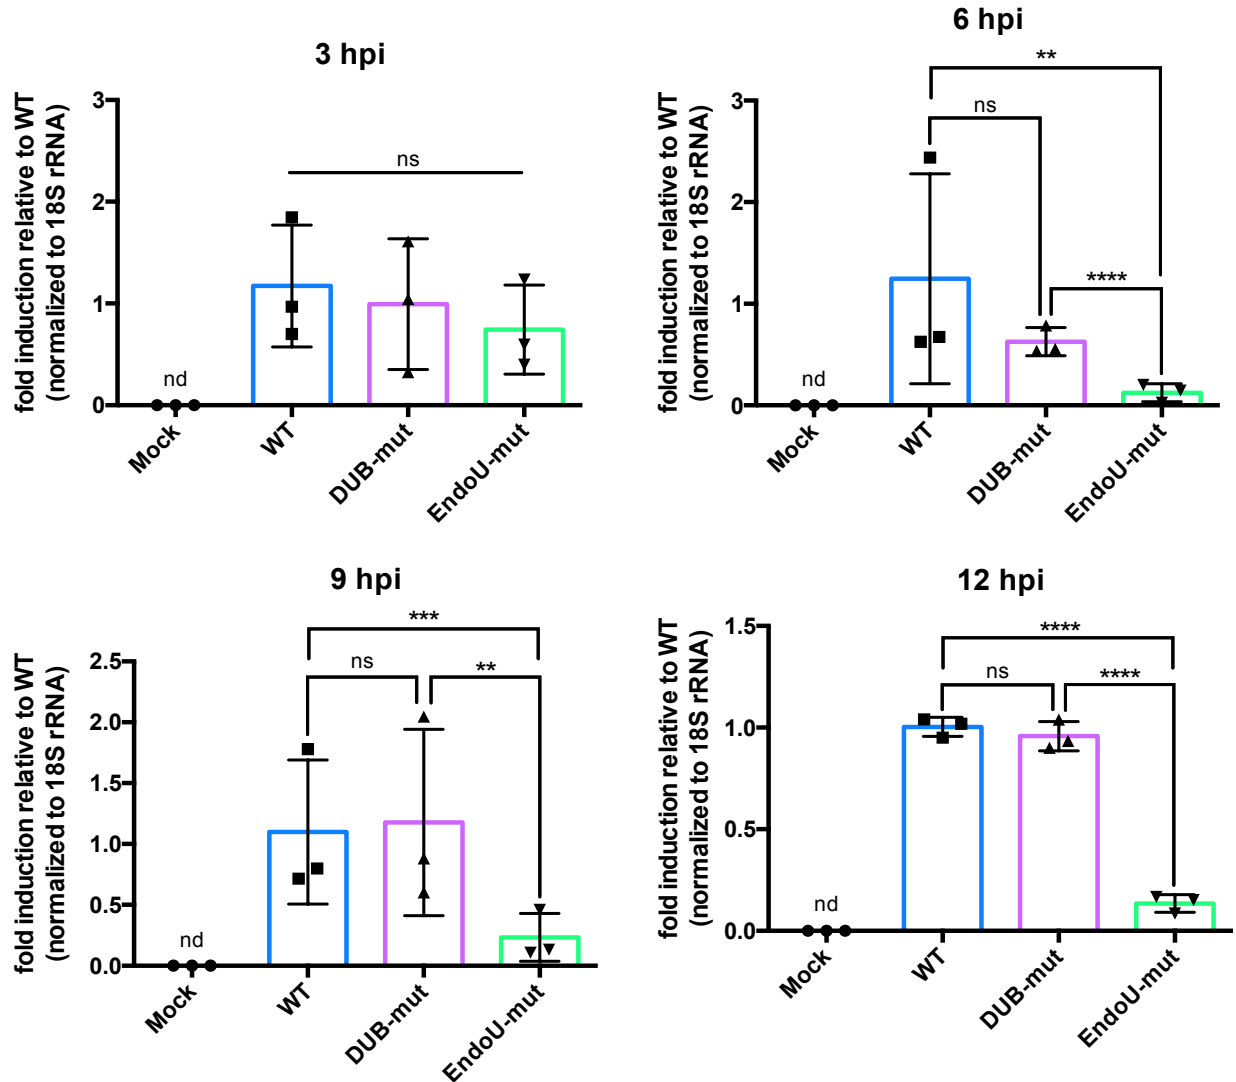 3 hpi
fold induction relative to WT
(normalized to 18S rRNA)
3
2
1
0
ns
nd
Mock
WT
DUB-mut
EndoU-mut
6 hpi
fold induction relative to WT
(normalized to 18S rRNA)
3
2
1
0
**
ns
****
nd
Mock
WT
DUB-mut
EndoU-mut
9 hpi
fold induction relative to WT
(normalized to 18S rRNA)
2.5
2.0
1.5
1.0
0.5
0.0
***
ns
**
nd
Mock
WT
DUB-mut
EndoU-mut
12 hpi
fold induction relative to WT
(normalized to 18S rRNA)
1.5
1.0
0.5
0.0
****
ns
****
nd
Mock
WT
DUB-mut
EndoU-mut